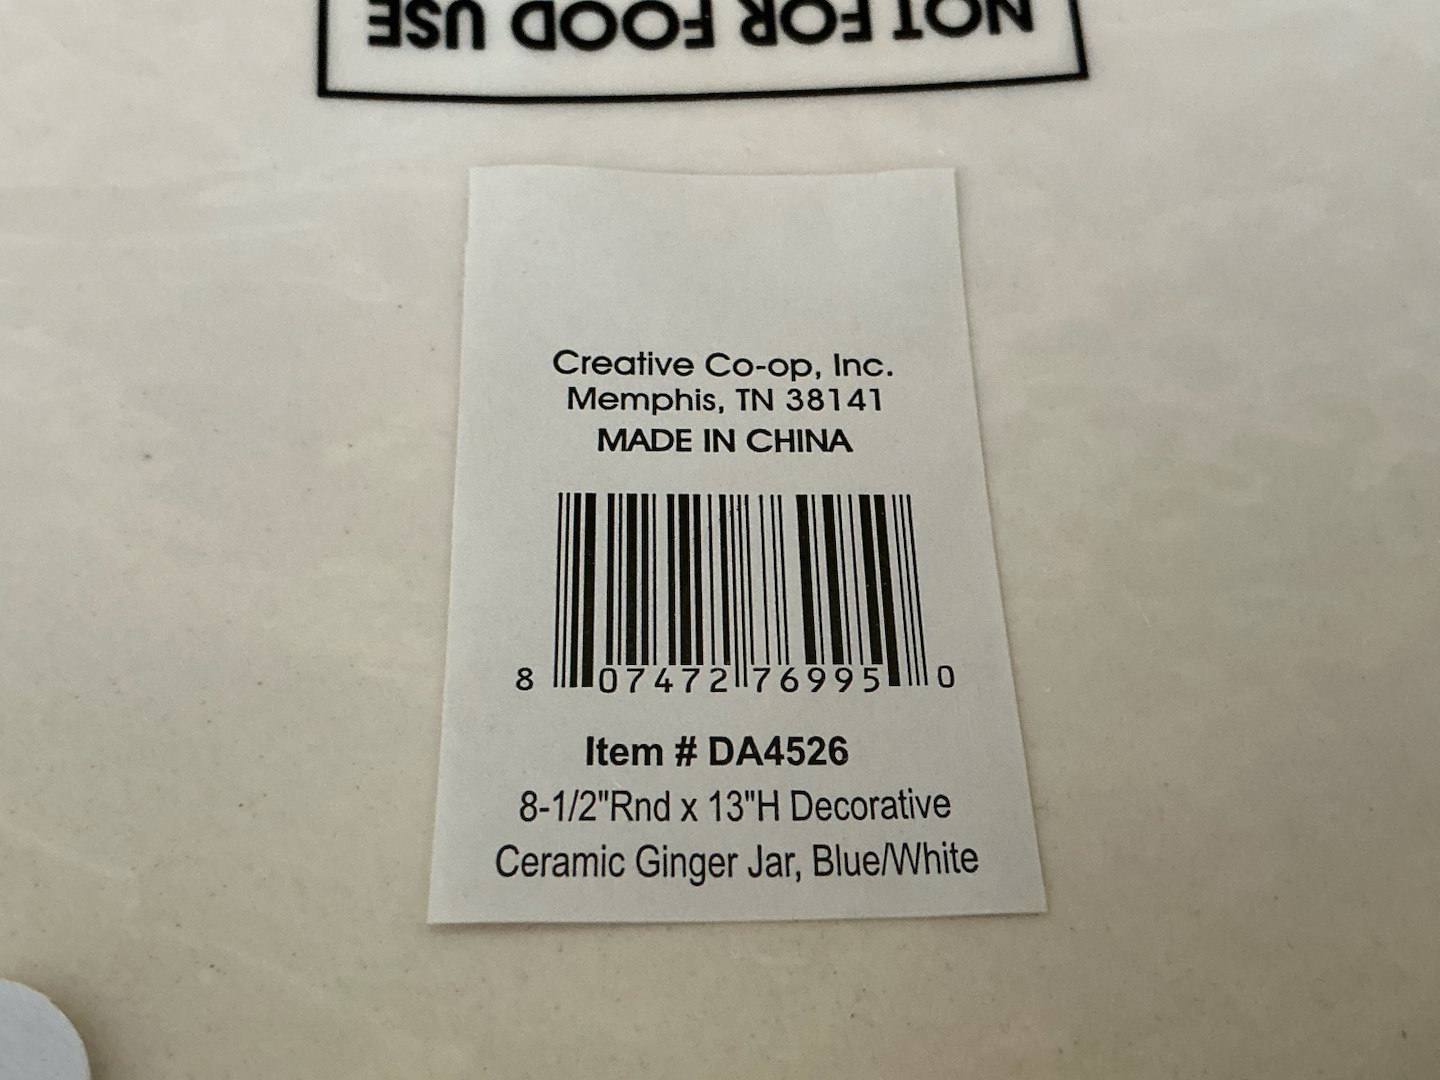 NOT FOR FOOD USE
Creative Co-op, Inc.
Memphis, TN 38141
MADE IN CHINA
8 07472 76995 0
Item # DA4526
8-1/2"Rnd x 13"H Decorative
Ceramic Ginger Jar, Blue/White